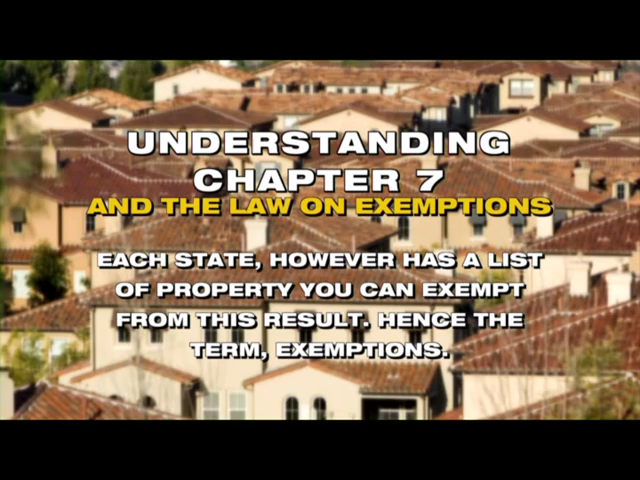 UNDERSTANDING
CHAPTER 7
AND THE LAW ON EXEMPTIONS
EACH STATE, HOWEVER HAS A LIST
OF PROPERTY YOU CAN EXEMPT
FROM THIS RESULT. HENCE THE
TERM, EXEMPTIONS.